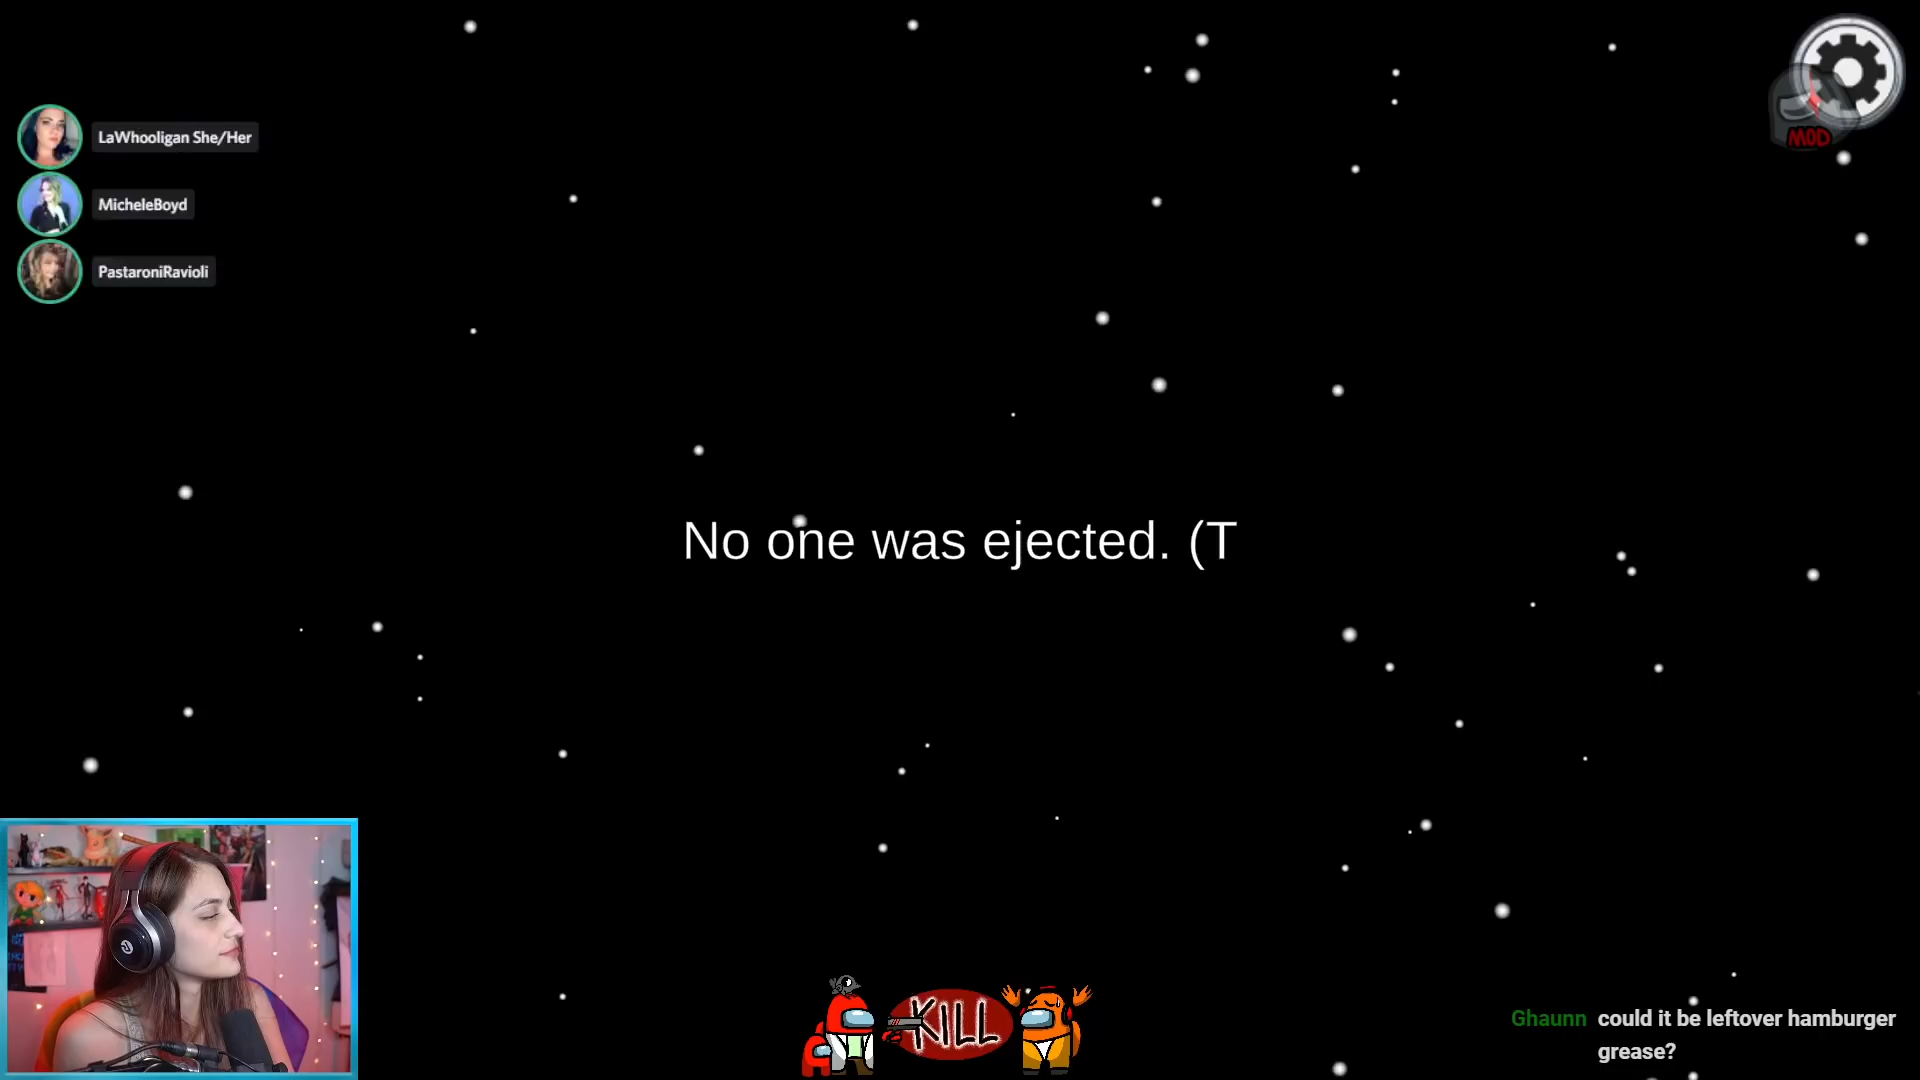 LaWhooligan She/Her
MicheleBoyd
PastaroniRavioli
MOD
No one was ejected. (T
KILL
Ghaunn could it be leftover hamburger
grease?